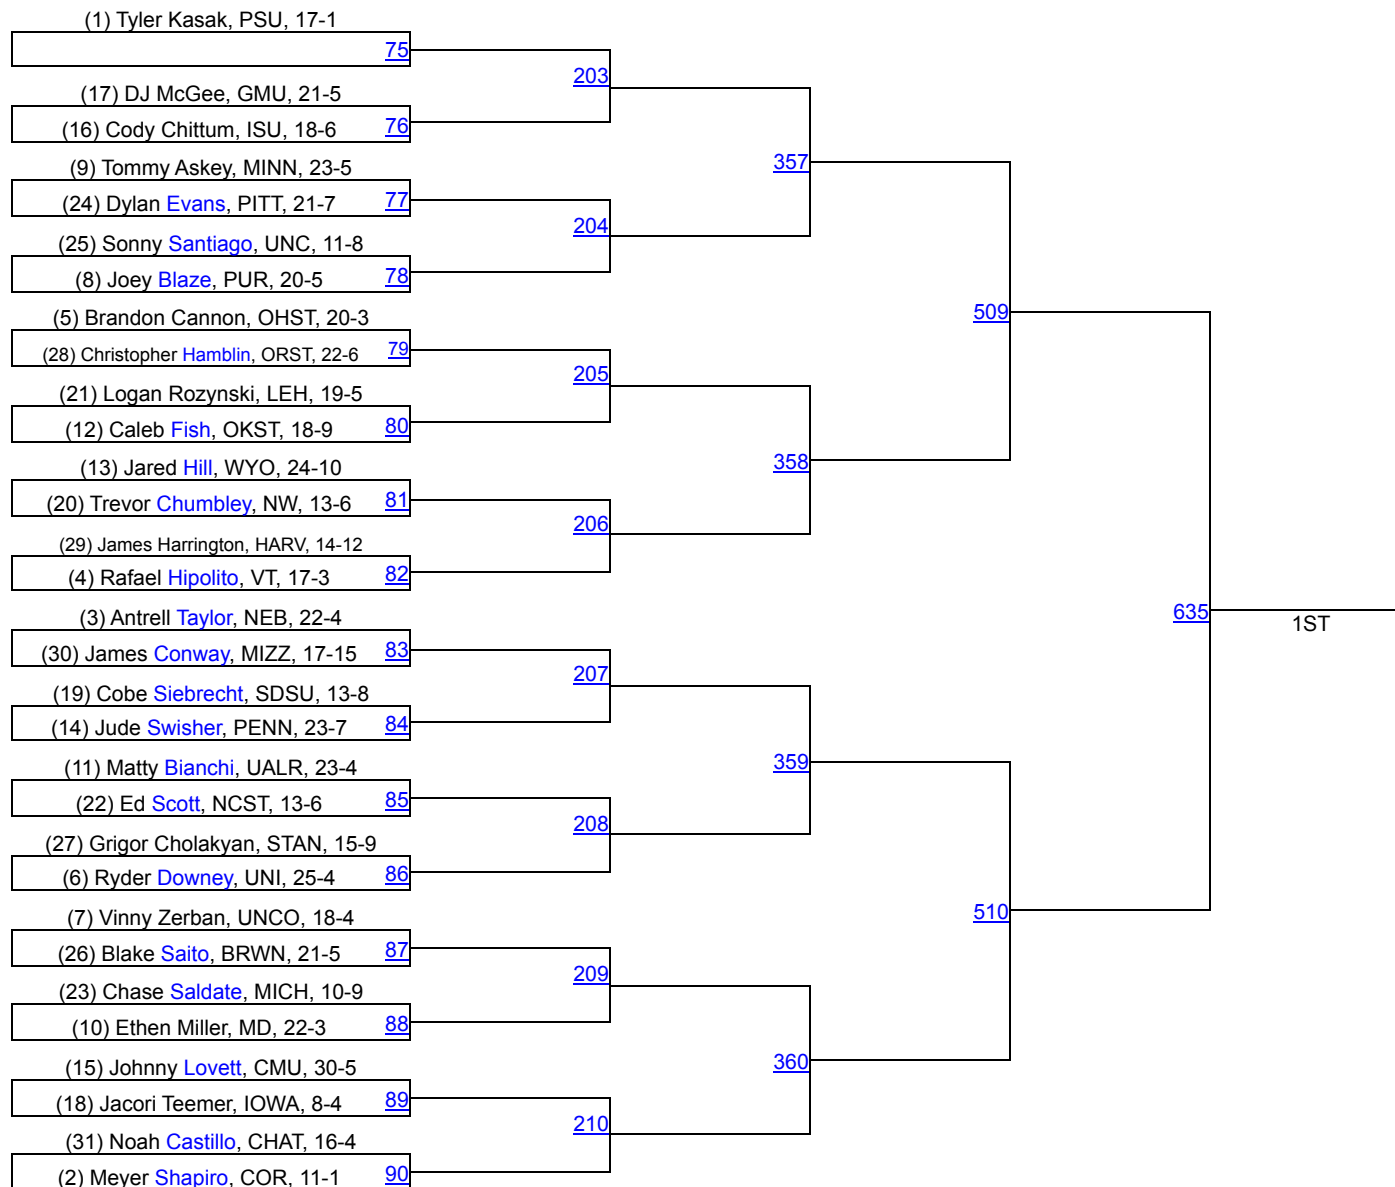 (1) Tyler Kasak, PSU, 17-1
75
203
(17) DJ McGee, GMU, 21-5
(16) Cody Chittum, ISU, 18-6 76
357
(9) Tommy Askey, MINN, 23-5
(24) Dylan Evans, PITT, 21-7 77
204
(25) Sonny Santiago, UNC, 11-8
(8) Joey Blaze, PUR, 20-5 78
509
(5) Brandon Cannon, OHST, 20-3
(28) Christopher Hamblin, ORST, 22-6 79
205
(21) Logan Rozynski, LEH, 19-5
(12) Caleb Fish, OKST, 18-9 80
358
(13) Jared Hill, WYO, 24-10
(20) Trevor Chumbley, NW, 13-6 81
206
(29) James Harrington, HARV, 14-12
(4) Rafael Hipolito, VT, 17-3 82
635
1ST
(3) Antrell Taylor, NEB, 22-4
(30) James Conway, MIZZ, 17-15 83
207
(19) Cobe Siebrecht, SDSU, 13-8
(14) Jude Swisher, PENN, 23-7 84
359
(11) Matty Bianchi, UALR, 23-4
(22) Ed Scott, NCST, 13-6 85
208
(27) Grigor Cholakyan, STAN, 15-9
(6) Ryder Downey, UNI, 25-4 86
510
(7) Vinny Zerban, UNCO, 18-4
(26) Blake Saito, BRWN, 21-5 87
209
(23) Chase Saldate, MICH, 10-9
(10) Ethen Miller, MD, 22-3 88
360
(15) Johnny Lovett, CMU, 30-5
(18) Jacori Teemer, IOWA, 8-4 89
210
(31) Noah Castillo, CHAT, 16-4
(2) Meyer Shapiro, COR, 11-1 90